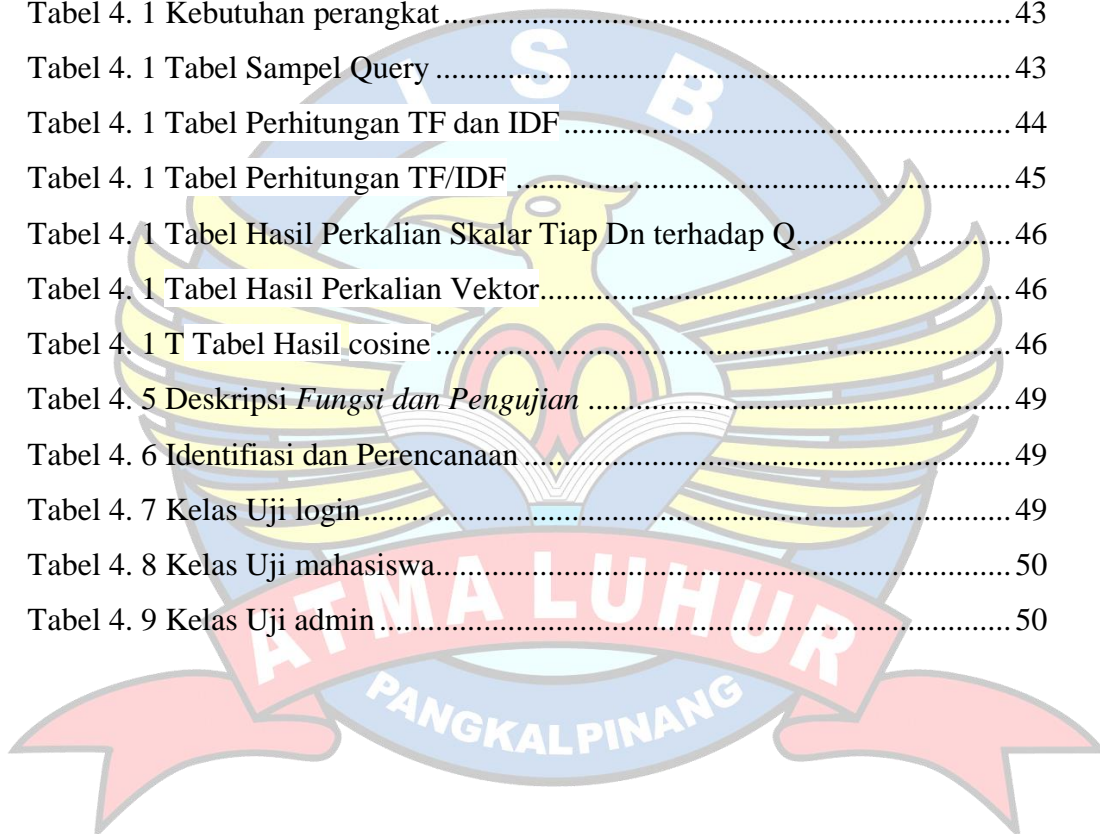 Tabel 4. 1 Kebutuhan perangkat ........................................................................ 43
Tabel 4. 1 Tabel Sampel Query ......................................................................... 43
Tabel 4. 1 Tabel Perhitungan TF dan IDF ......................................................... 44
Tabel 4. 1 Tabel Perhitungan TF/IDF ............................................................... 45
Tabel 4. 1 Tabel Hasil Perkalian Skalar Tiap Dn terhadap Q............................. 46
Tabel 4. 1 Tabel Hasil Perkalian Vektor............................................................ 46
Tabel 4. 1 T Tabel Hasil cosine ......................................................................... 46
Tabel 4. 5 Deskripsi Fungsi dan Pengujian ....................................................... 49
Tabel 4. 6 Identifiasi dan Perencanaan .............................................................. 49
Tabel 4. 7 Kelas Uji login .................................................................................. 49
Tabel 4. 8 Kelas Uji mahasiswa......................................................................... 50
Tabel 4. 9 Kelas Uji admin ................................................................................ 50
I S B
ATMA LUHUR
PANGKALPINANG